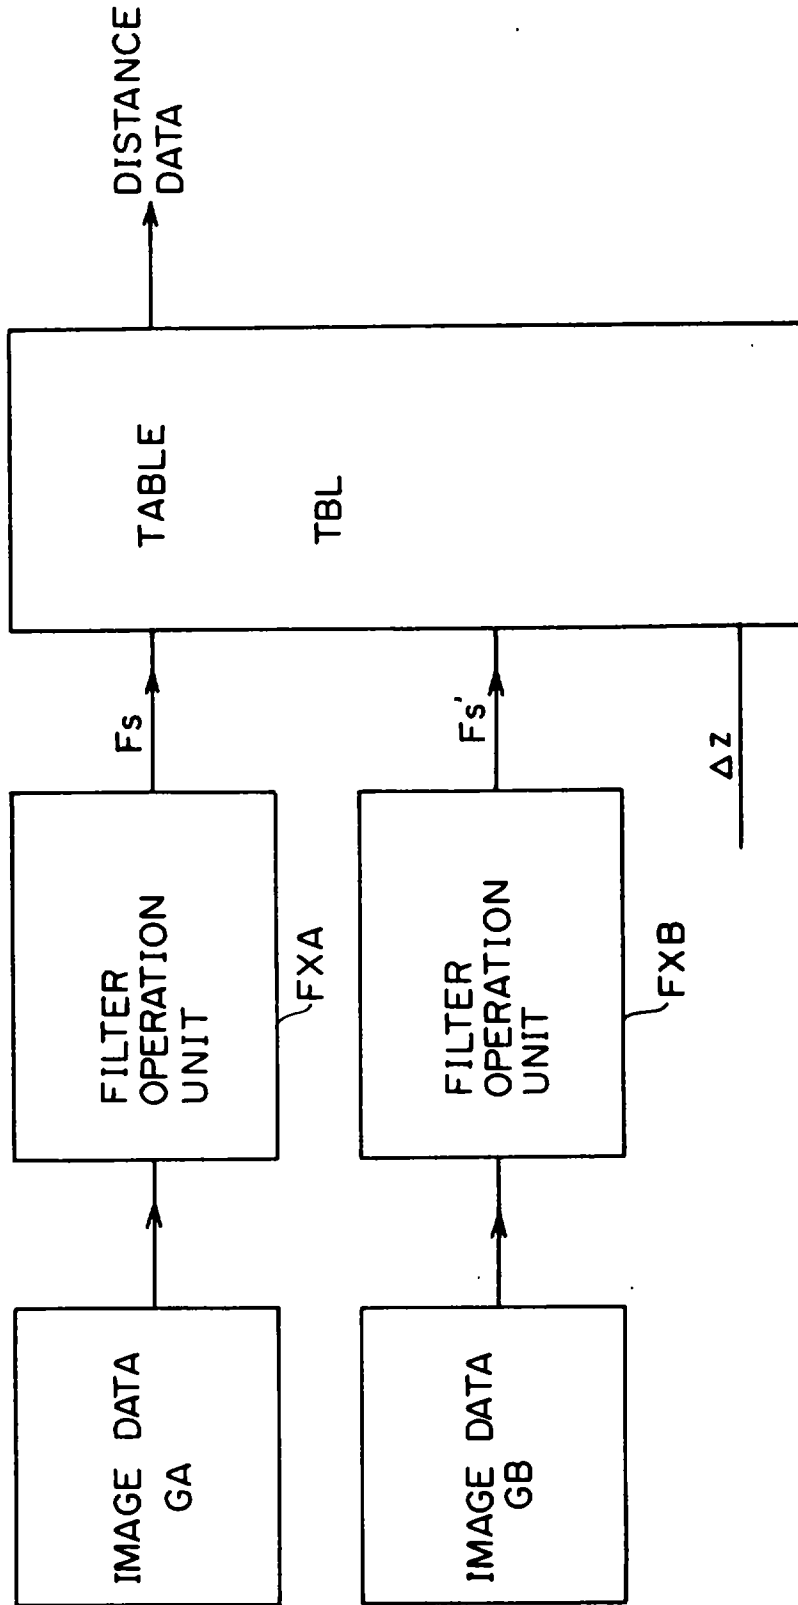 IMAGE DATA
GA
FILTER
OPERATION
UNIT
FXA
Fs
TABLE
TBL
DISTANCE
DATA
IMAGE DATA
GB
FILTER
OPERATION
UNIT
FXB
Fs'
Δz